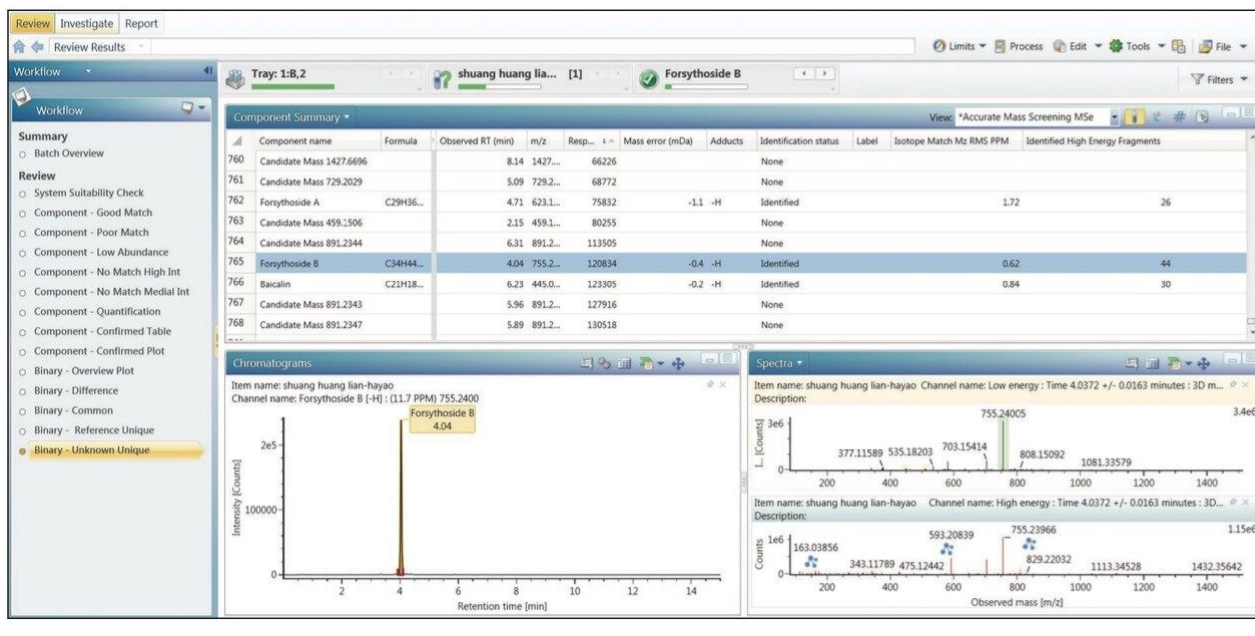 Review Investigate Report
Review Results
Limits Process Edit Tools File
Workflow
Tray: 1:B,2 shuang huang lia... [1] Forsythoside B
Filters
Workflow
Component Summary View: *Accurate Mass Screening MSe
Summary
Batch Overview
Review
System Suitability Check
Component - Good Match
Component - Poor Match
Component - Low Abundance
Component - No Match High Int
Component - No Match Medial Int
Component - Quantification
Component - Confirmed Table
Component - Confirmed Plot
Binary - Overview Plot
Binary - Difference
Binary - Common
Binary - Reference Unique
Binary - Unknown Unique
Component name Formula Observed RT (min) m/z Resp... Mass error (mDa) Adducts Identification status Label Isotope Match Mz RMS PPM Identified High Energy Fragments
760 Candidate Mass 1427.6696 8.14 1427.... 66226 None
761 Candidate Mass 729.2029 5.09 729.2... 68772 None
762 Forsythoside A C29H36... 4.71 623.1... 75832 -1.1 -H Identified 1.72 26
763 Candidate Mass 459.1506 2.15 459.1... 80255 None
764 Candidate Mass 891.2344 6.31 891.2... 113505 None
765 Forsythoside B C34H44... 4.04 755.2... 120834 -0.4 -H Identified 0.62 44
766 Baicalin C21H18... 6.23 445.0... 123305 -0.2 -H Identified 0.84 30
767 Candidate Mass 891.2343 5.96 891.2... 127916 None
768 Candidate Mass 891.2347 5.89 891.2... 130518 None
Chromatograms
Item name: shuang huang lian-hayao
Channel name: Forsythoside B [-H] : (11.7 PPM) 755.2400
Forsythoside B
4.04
2e5
100000
0
Intensity [Counts]
2 4 6 8 10 12 14
Retention time [min]
Spectra
Item name: shuang huang lian-hayao Channel name: Low energy : Time 4.0372 +/- 0.0163 minutes : 3D m...
Description:
755.24005 3.4e6
3e6
377.11589 535.18203 703.15414 808.15092 1081.33579
0
I... [Counts]
200 400 600 800 1000 1200 1400
Item name: shuang huang lian-hayao Channel name: High energy : Time 4.0372 +/- 0.0163 minutes : 3D...
Description:
593.20839 755.23966 1.15e6
1e6
163.03856 343.11789 475.12442 829.22032 1113.34528 1432.35642
0
Counts
200 400 600 800 1000 1200 1400
Observed mass [m/z]